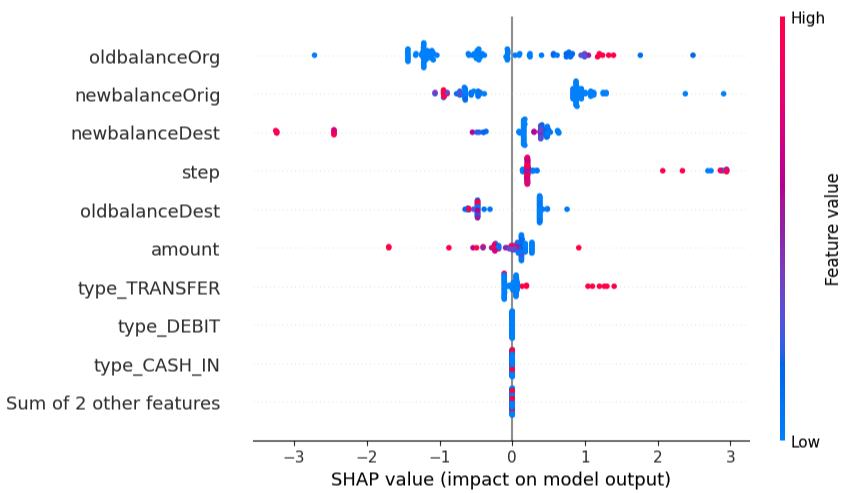 High
oldbalanceOrg
newbalanceOrig
newbalanceDest
step
oldbalanceDest
amount
type_TRANSFER
type_DEBIT
type_CASH_IN
Sum of 2 other features
Feature value
Low
−3 −2 −1 0 1 2 3
SHAP value (impact on model output)